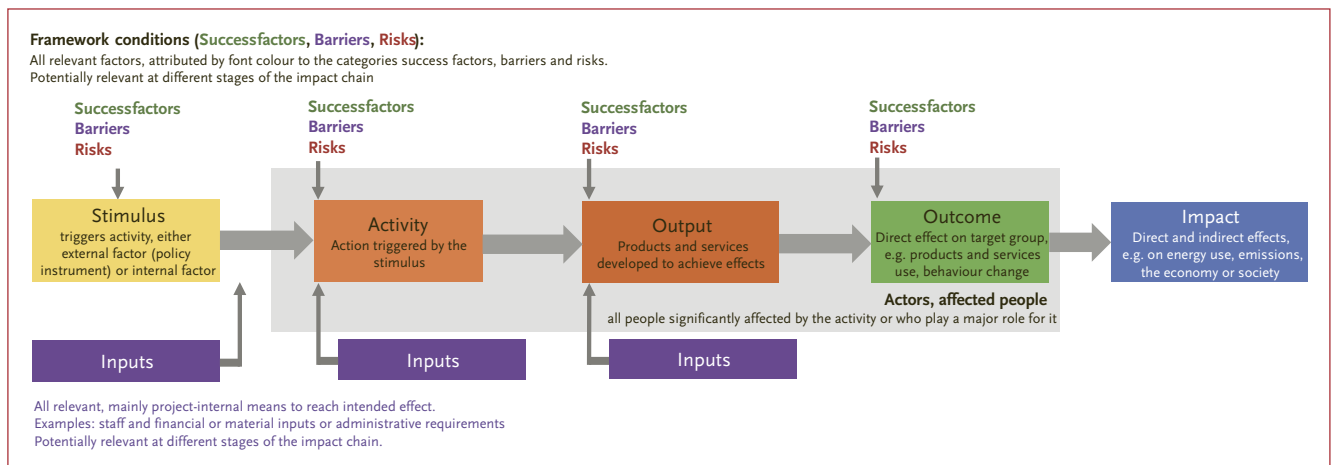 Framework conditions (Successfactors, Barriers, Risks):
All relevant factors, attributed by font colour to the categories success factors, barriers and risks.
Potentially relevant at different stages of the impact chain
Successfactors
Barriers
Risks
Successfactors
Barriers
Risks
Successfactors
Barriers
Risks
Successfactors
Barriers
Risks
Stimulus
triggers activity, either
external factor (policy
instrument) or internal factor
Activity
Action triggered by the
stimulus
Output
Products and services
developed to achieve effects
Outcome
Direct effect on target group,
e.g. products and services
use, behaviour change
Impact
Direct and indirect effects,
e.g. on energy use, emissions,
the economy or society
Actors, affected people
all people significantly affected by the activity or who play a major role for it
Inputs
Inputs
Inputs
All relevant, mainly project-internal means to reach intended effect.
Examples: staff and financial or material inputs or administrative requirements
Potentially relevant at different stages of the impact chain.